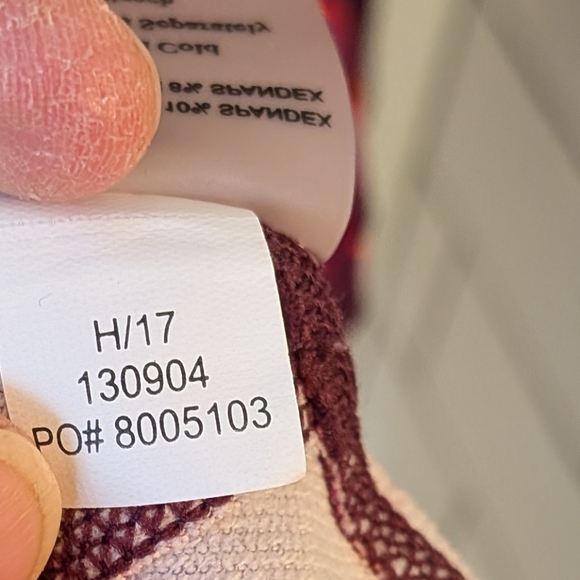 Separately
Cold
8% SPANDEX
10% SPANDEX
H/17
130904
PO# 8005103